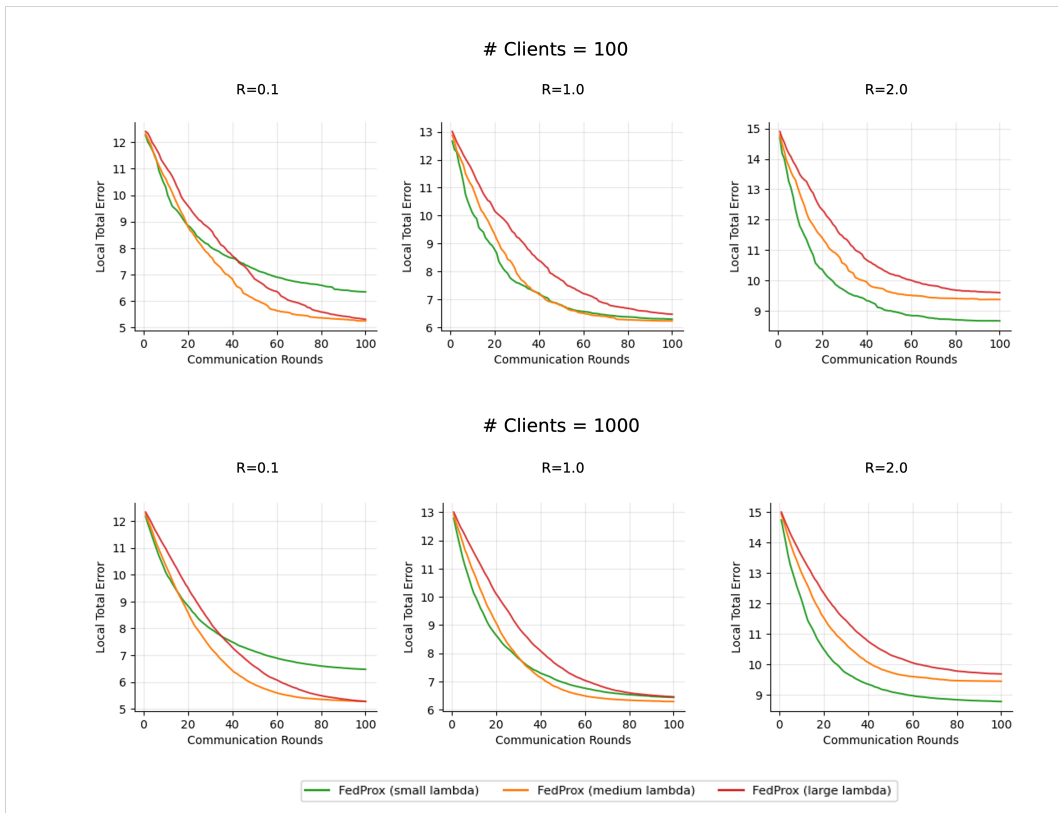 # Clients = 100
R=0.1
R=1.0
R=2.0
Local Total Error
12
11
10
9
8
7
6
5
0 20 40 60 80 100
Communication Rounds
Local Total Error
13
12
11
10
9
8
7
6
0 20 40 60 80 100
Communication Rounds
Local Total Error
15
14
13
12
11
10
9
0 20 40 60 80 100
Communication Rounds
# Clients = 1000
R=0.1
R=1.0
R=2.0
Local Total Error
12
11
10
9
8
7
6
5
0 20 40 60 80 100
Communication Rounds
Local Total Error
13
12
11
10
9
8
7
6
0 20 40 60 80 100
Communication Rounds
Local Total Error
15
14
13
12
11
10
9
0 20 40 60 80 100
Communication Rounds
FedProx (small lambda) FedProx (medium lambda) FedProx (large lambda)